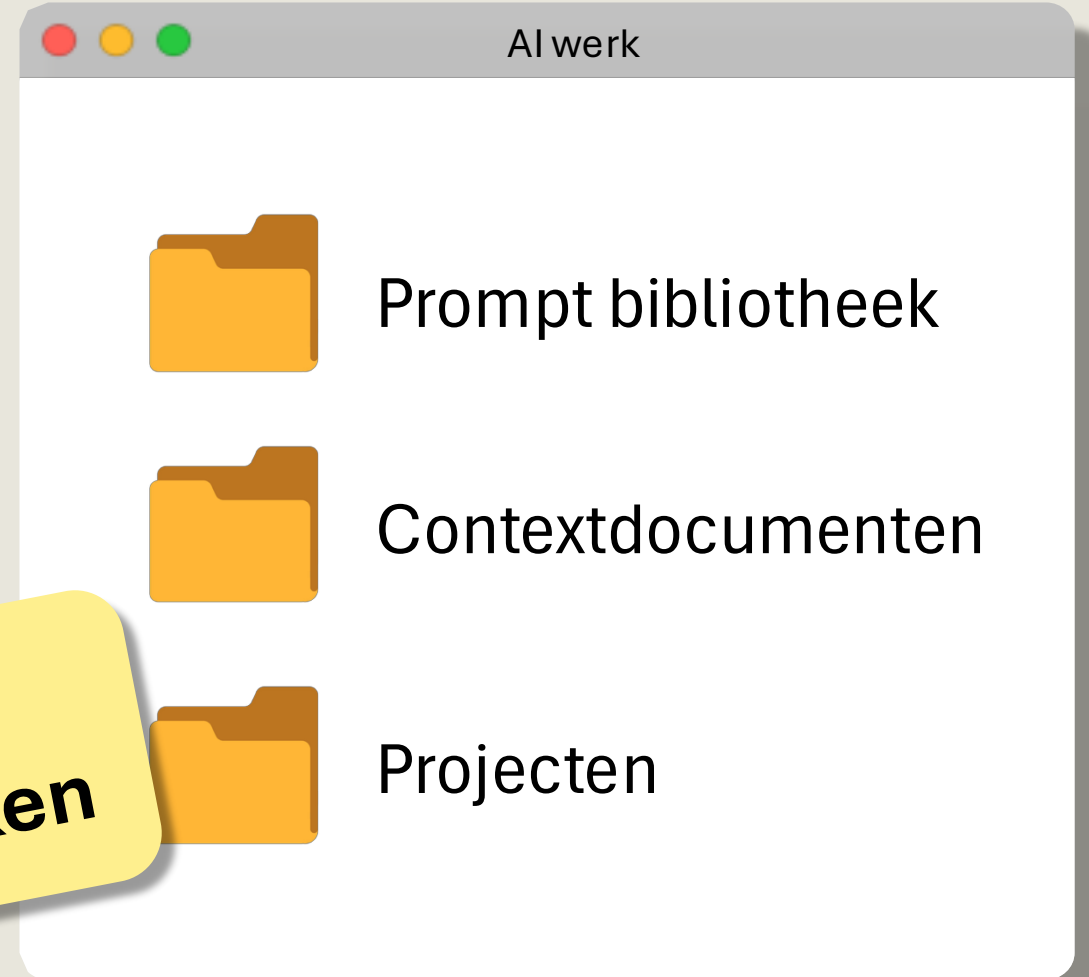 AI werk
Prompt bibliotheek
Contextdocumenten
Projecten